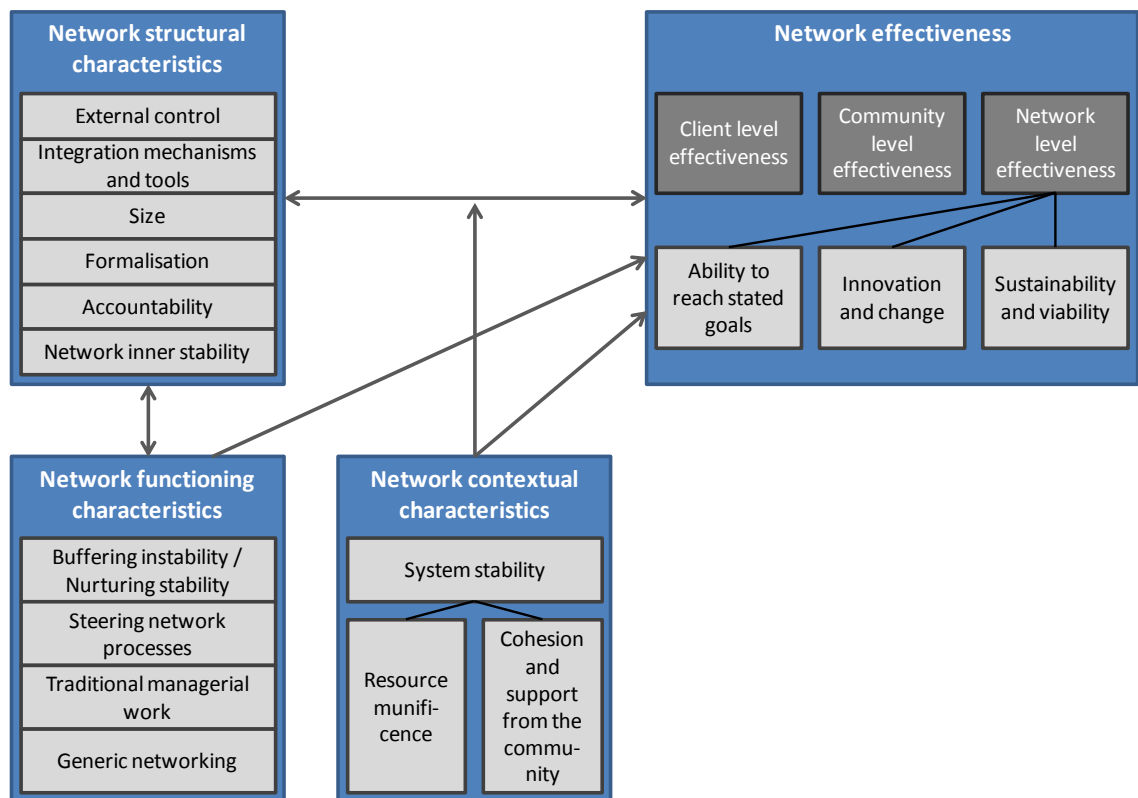 Network structural
characteristics
External control
Integration mechanisms
and tools
Size
Formalisation
Accountability
Network inner stability
Network effectiveness
Client level
effectiveness
Community
level
effectiveness
Network
level
effectiveness
Ability to
reach stated
goals
Innovation
and change
Sustainability
and viability
Network functioning
characteristics
Buffering instability /
Nurturing stability
Steering network
processes
Traditional managerial
work
Generic networking
Network contextual
characteristics
System stability
Resource
munifi-
cence
Cohesion
and
support
from the
commu-
nity